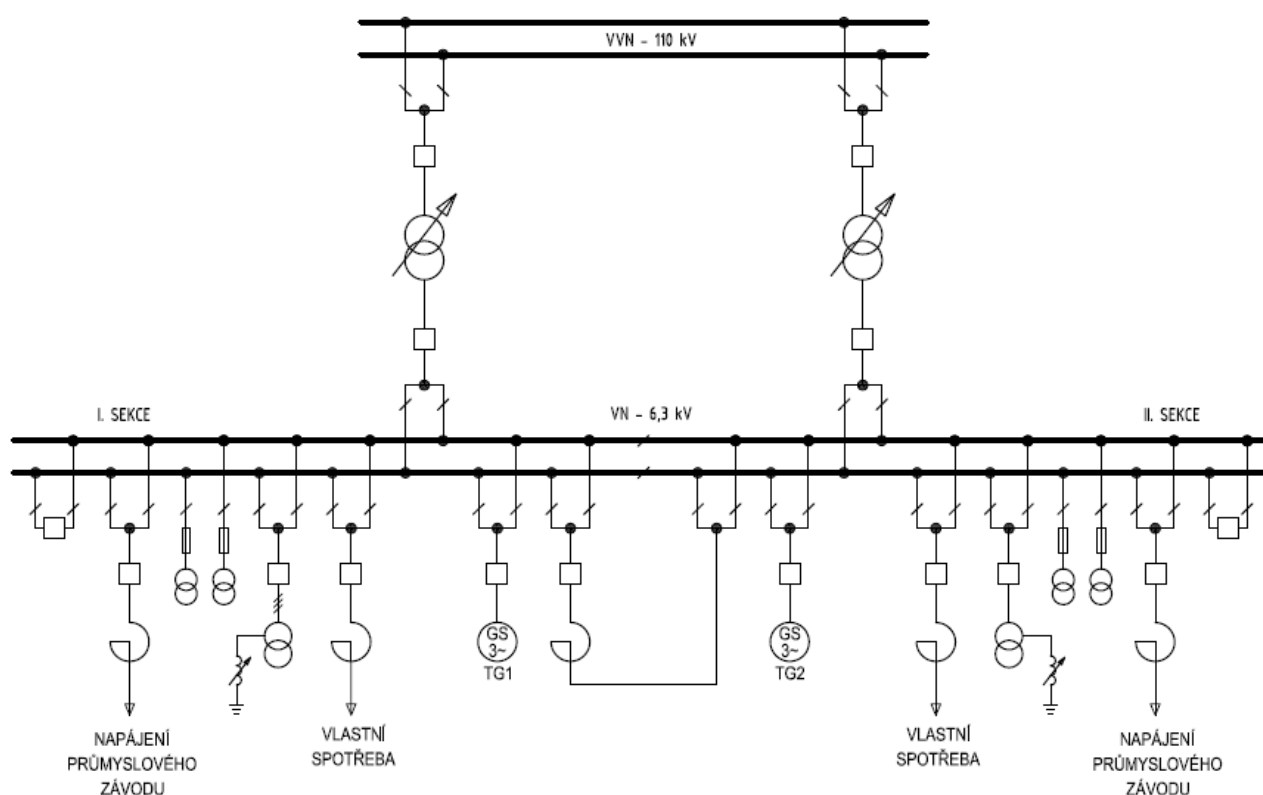 VVN - 110 kV
I. SEKCE
VN - 6,3 kV
II. SEKCE
GS
3~
TG1
GS
3~
TG2
NAPÁJENÍ
PRŮMYSLOVÉHO
ZÁVODU
VLASTNÍ
SPOTŘEBA
VLASTNÍ
SPOTŘEBA
NAPÁJENÍ
PRŮMYSLOVÉHO
ZÁVODU